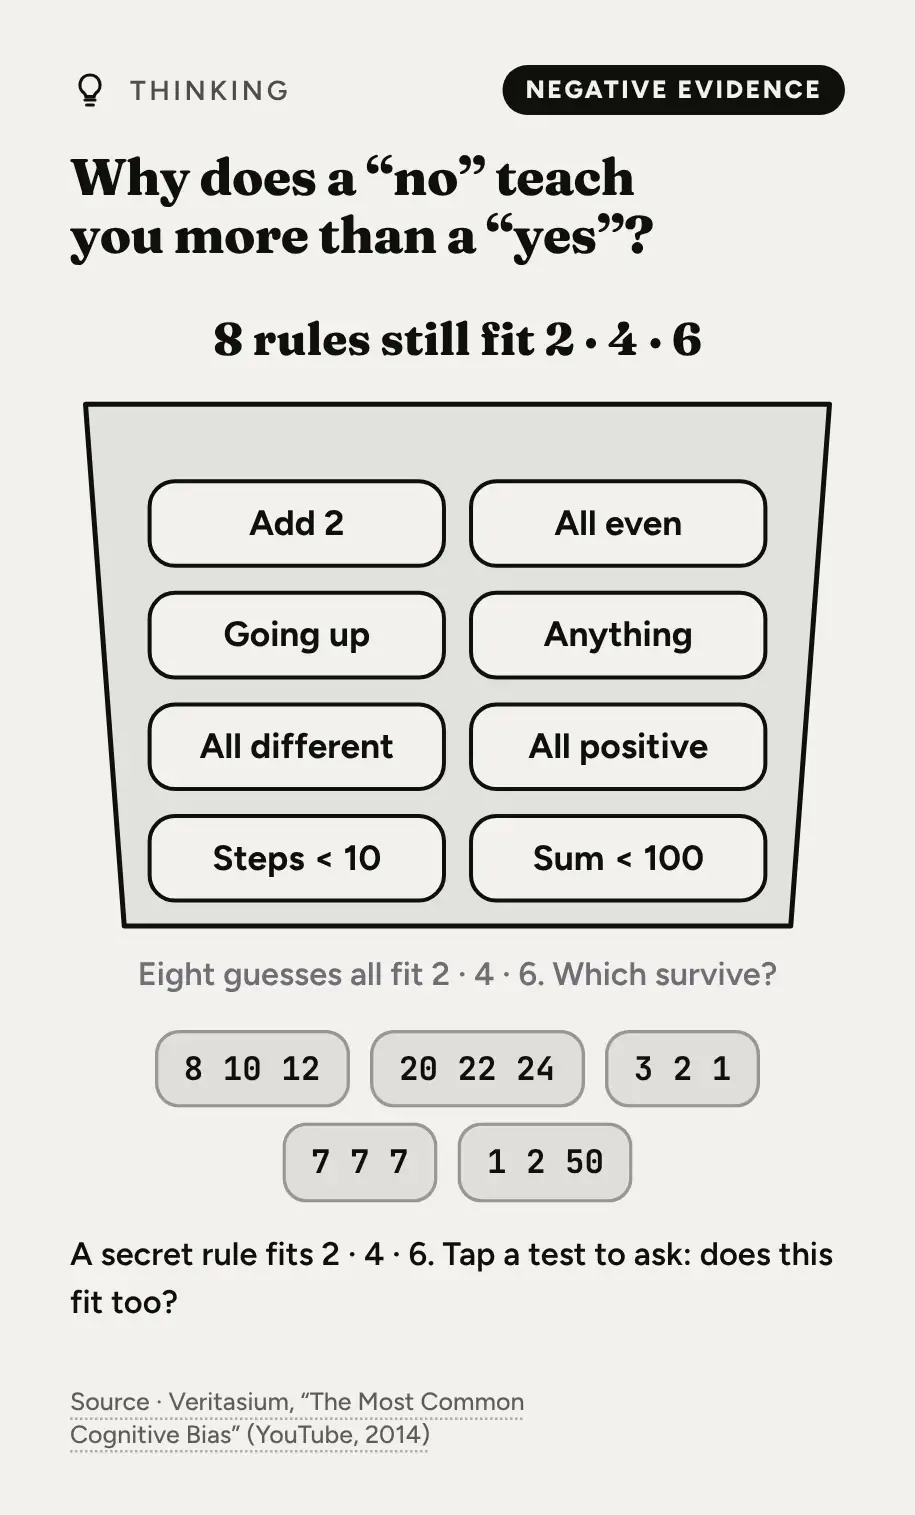 THINKING
NEGATIVE EVIDENCE
Why does a “no” teach
you more than a “yes”?
8 rules still fit 2 · 4 · 6
Add 2
All even
Going up
Anything
All different
All positive
Steps < 10
Sum < 100
Eight guesses all fit 2 · 4 · 6. Which survive?
8 10 12
20 22 24
3 2 1
7 7 7
1 2 50
A secret rule fits 2 · 4 · 6. Tap a test to ask: does this
fit too?
Source · Veritasium, “The Most Common
Cognitive Bias” (YouTube, 2014)